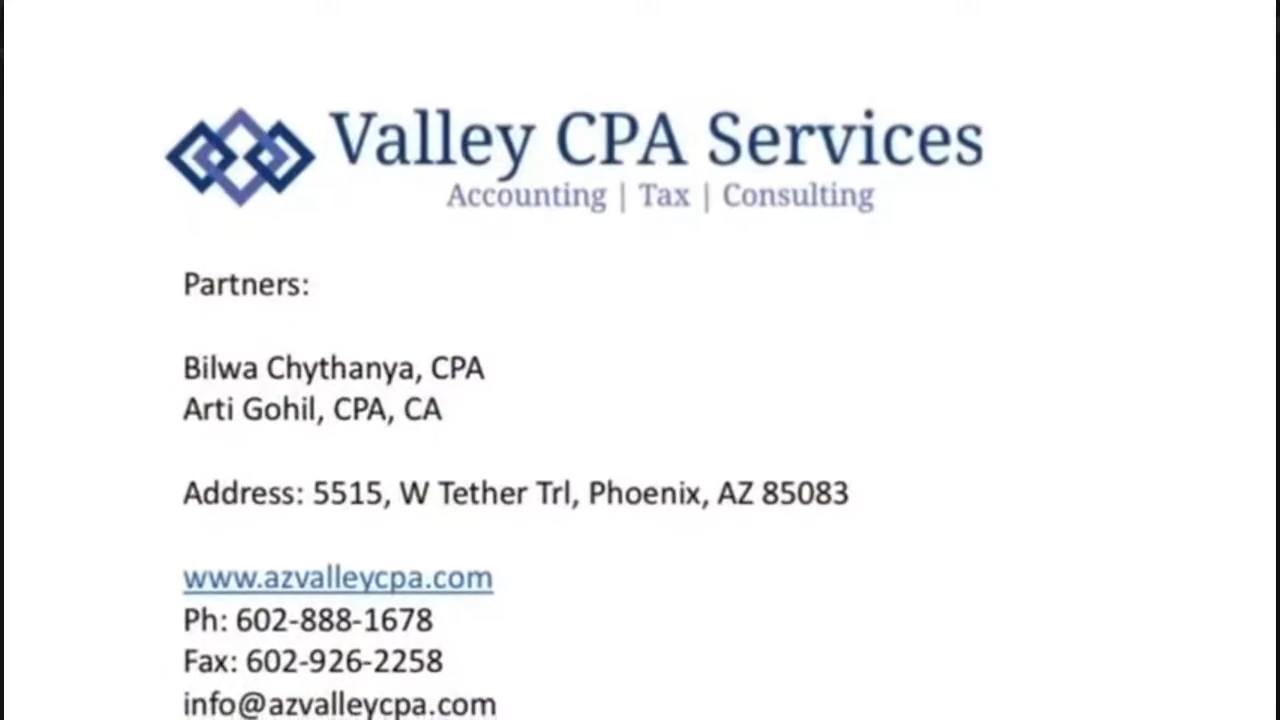 Valley CPA Services
Accounting | Tax | Consulting
Partners:
Bilwa Chythanya, CPA
Arti Gohil, CPA, CA
Address: 5515, W Tether Trl, Phoenix, AZ 85083
www.azvalleycpa.com
Ph: 602-888-1678
Fax: 602-926-2258
info@azvalleycpa.com